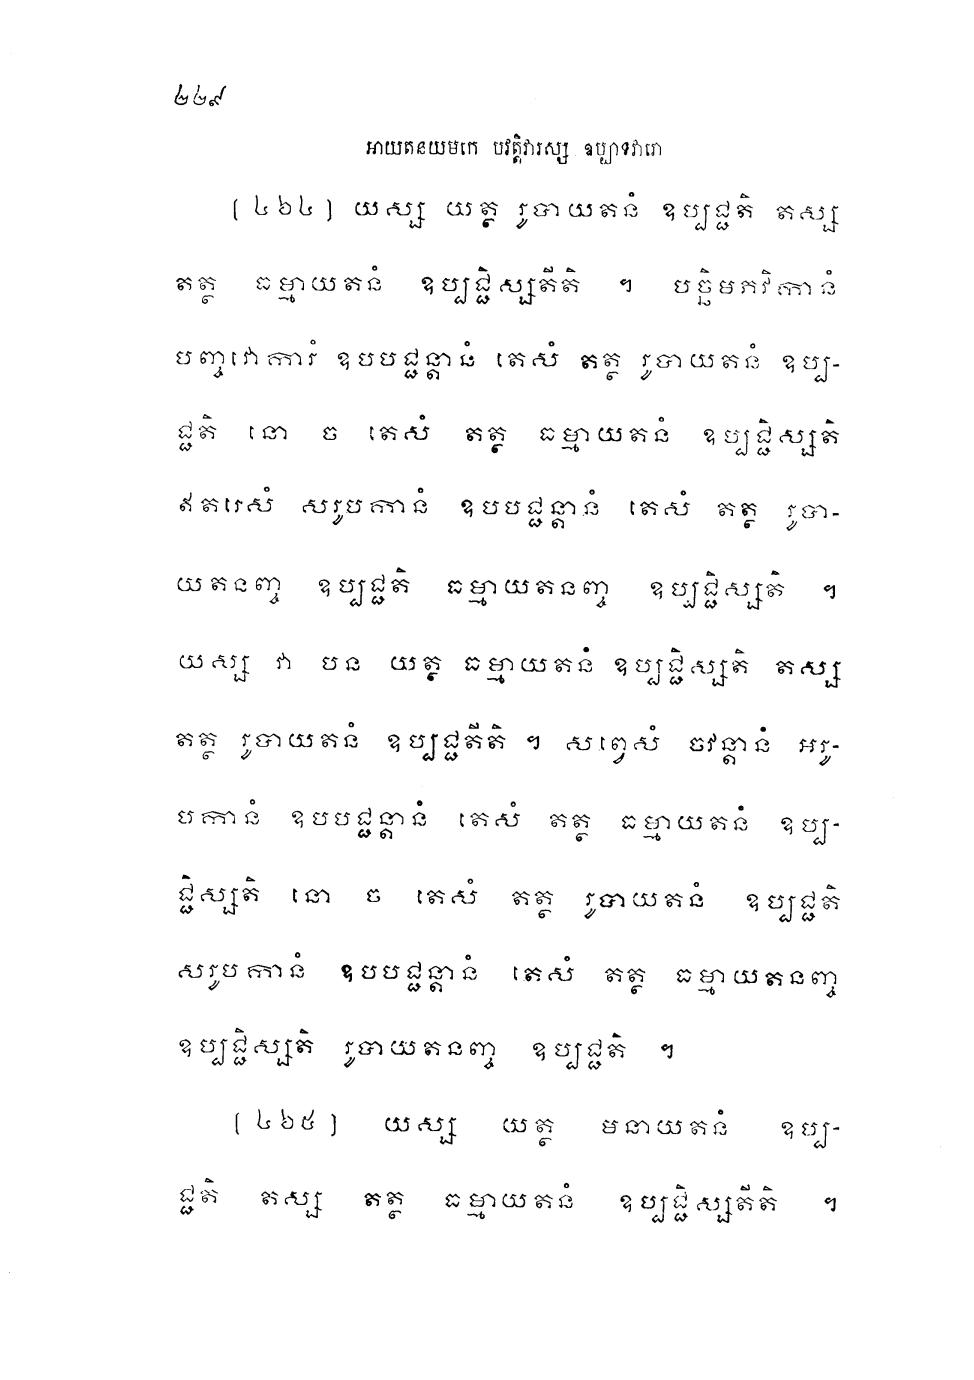 ២២៩
អាយតនយមកេ បវត្តិវារស្ស ឧប្បាទវារោ
[ ៤៦៤ ] យស្ស យត្ថ រូបាយតនំ ឧប្បជ្ជតិ តស្ស
តត្ថ ធម្មាយតនំ ឧប្បជ្ជិស្សតីតិ ។ បច្ឆិមភវិកានំ
បញ្ចវោការំ ឧបបជ្ជន្តានំ តេសំ តត្ថ រូបាយតនំ ឧប្ប-
ជ្ជតិ នោ ច តេសំ តត្ថ ធម្មាយតនំ ឧប្បជ្ជិស្សតិ
ឥតរេសំ សរូបកានំ ឧបបជ្ជន្តានំ តេសំ តត្ថ រូបា-
យតនញ្ច ឧប្បជ្ជតិ ធម្មាយតនញ្ច ឧប្បជ្ជិស្សតិ ។
យស្ស វា បន យត្ថ ធម្មាយតនំ ឧប្បជ្ជិស្សតិ តស្ស
តត្ថ រូបាយតនំ ឧប្បជ្ជតីតិ ។ សព្វេសំ ចវន្តានំ អរូ-
បកានំ ឧបបជ្ជន្តានំ តេសំ តត្ថ ធម្មាយតនំ ឧប្ប-
ជ្ជិស្សតិ នោ ច តេសំ តត្ថ រូបាយតនំ ឧប្បជ្ជតិ
សរូបកានំ ឧបបជ្ជន្តានំ តេសំ តត្ថ ធម្មាយតនញ្ច
ឧប្បជ្ជិស្សតិ រូបាយតនញ្ច ឧប្បជ្ជតិ ។
[ ៤៦៥ ] យស្ស យត្ថ មនាយតនំ ឧប្ប-
ជ្ជតិ តស្ស តត្ថ ធម្មាយតនំ ឧប្បជ្ជិស្សតីតិ ។